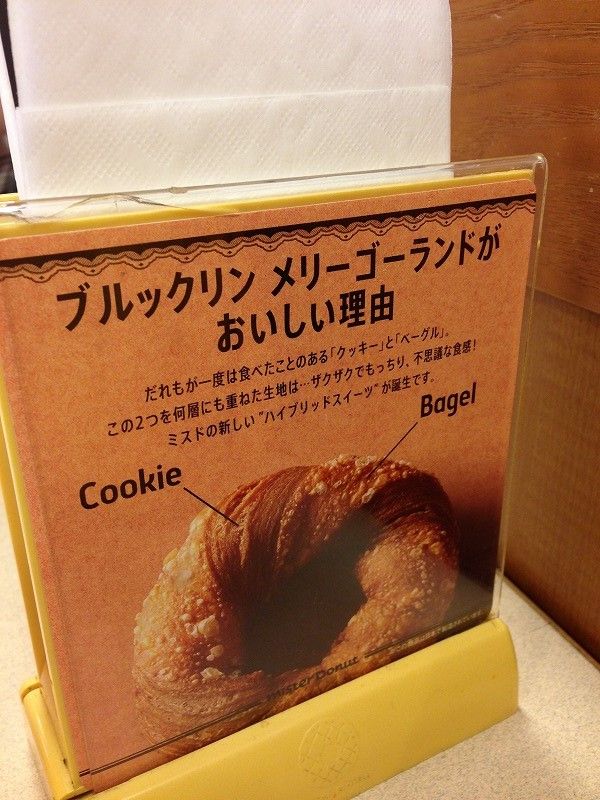 ブルックリン メリーゴーランドが
おいしい理由
だれもが一度は食べたことのある「クッキー」と「ベーグル」。
この2つを何層にも重ねた生地は…ザクザクでもっちり、不思議な食感！
ミスドの新しい"ハイブリッドスイーツ"が誕生です。
Bagel
Cookie
Mister Donut